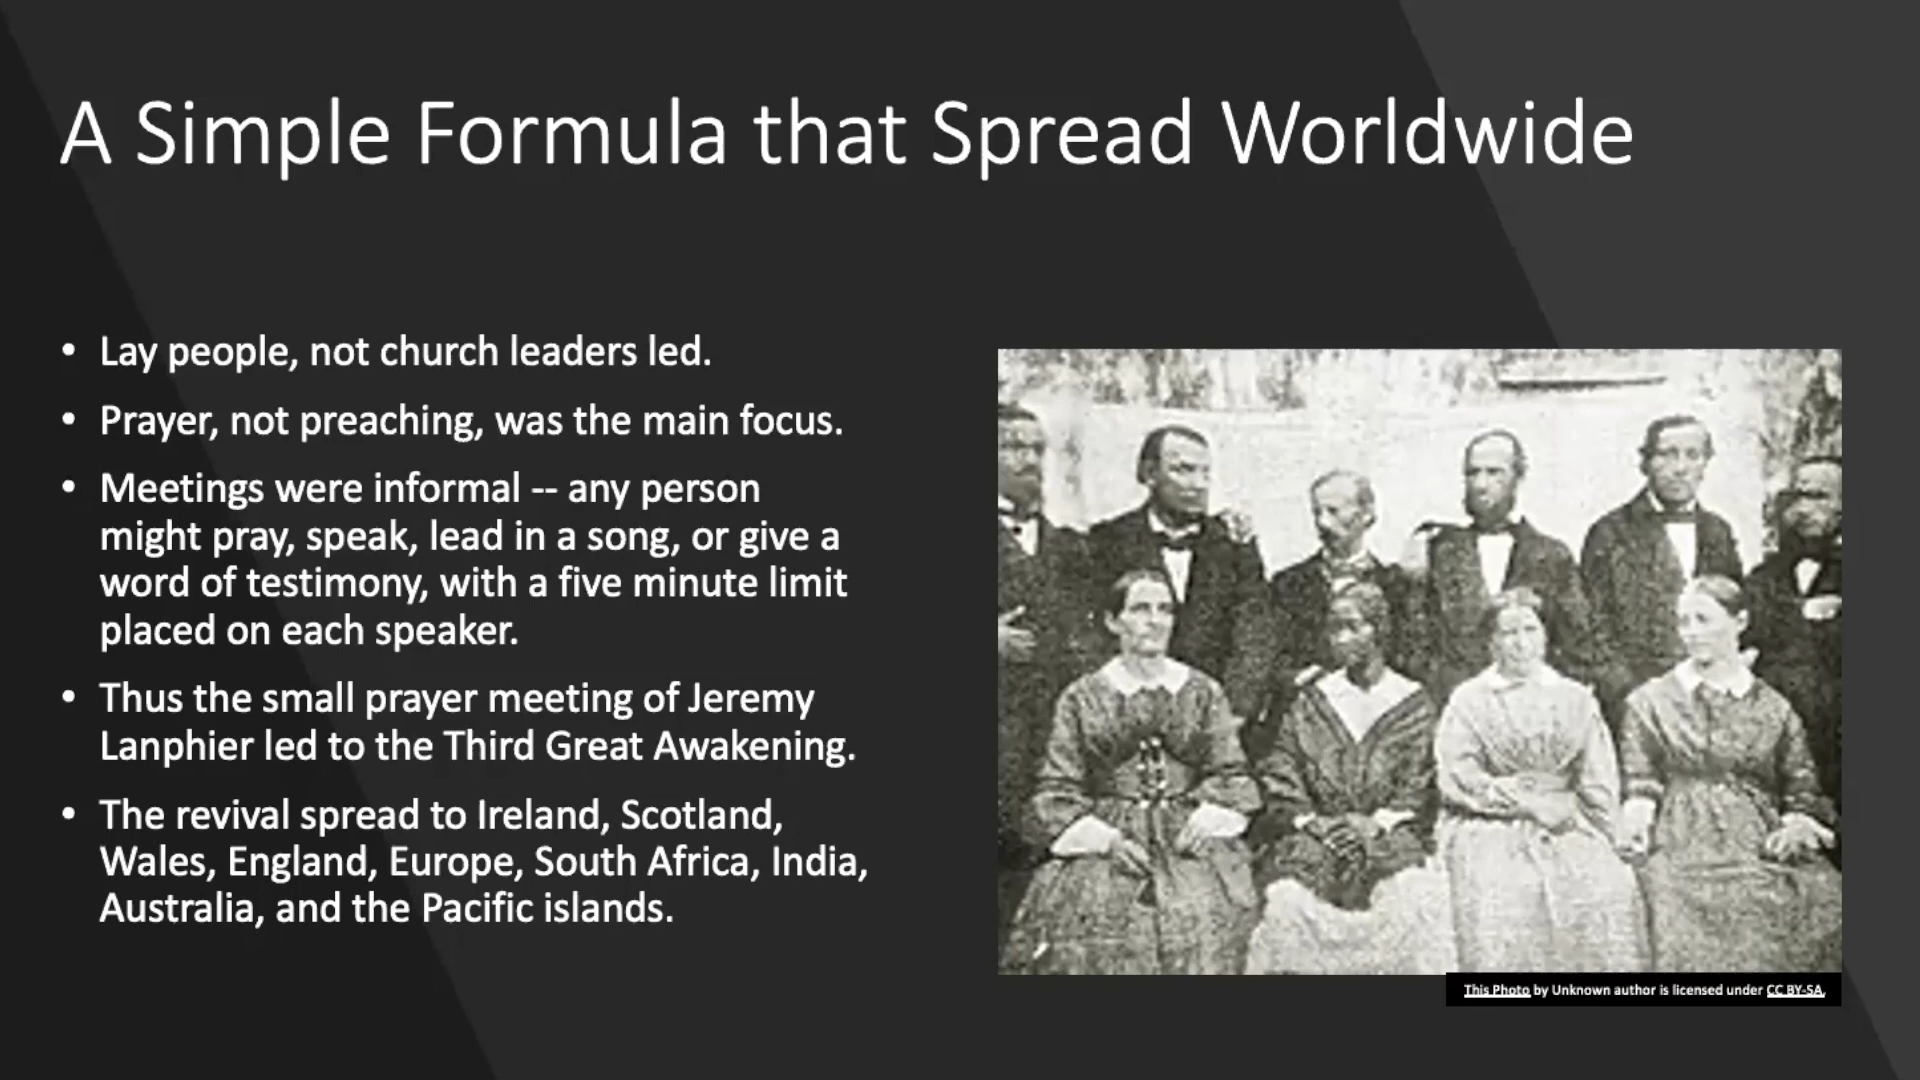 A Simple Formula that Spread Worldwide
• Lay people, not church leaders led.
• Prayer, not preaching, was the main focus.
• Meetings were informal -- any person
might pray, speak, lead in a song, or give a
word of testimony, with a five minute limit
placed on each speaker.
• Thus the small prayer meeting of Jeremy
Lanphier led to the Third Great Awakening.
• The revival spread to Ireland, Scotland,
Wales, England, Europe, South Africa, India,
Australia, and the Pacific islands.
This Photo by Unknown author is licensed under CC BY-SA.